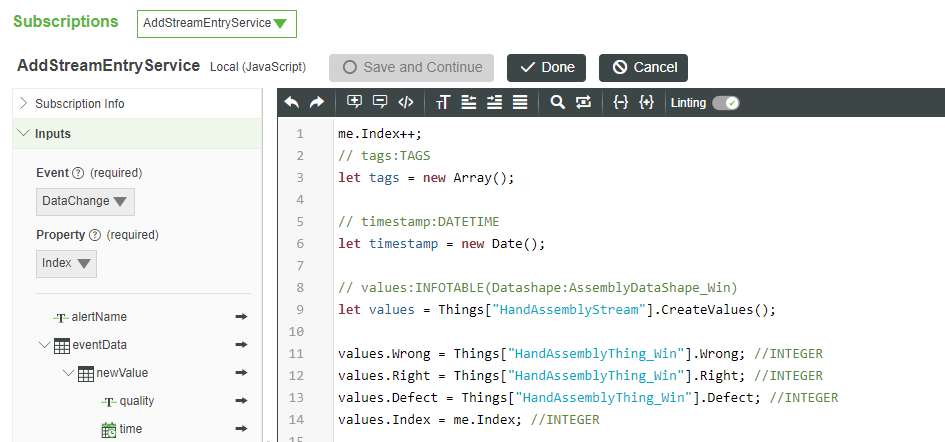 Subscriptions AddStreamEntryService
AddStreamEntryService Local (JavaScript) Save and Continue Done Cancel
Subscription Info
Inputs
Event ? (required)
DataChange
Property ? (required)
Index
alertName
eventData
newValue
quality
time
Linting
1 me.Index++;
2 // tags:TAGS
3 let tags = new Array();
4
5 // timestamp:DATETIME
6 let timestamp = new Date();
7
8 // values:INFOTABLE(Datashape:AssemblyDataShape_Win)
9 let values = Things["HandAssemblyStream"].CreateValues();
10
11 values.Wrong = Things["HandAssemblyThing_Win"].Wrong; //INTEGER
12 values.Right = Things["HandAssemblyThing_Win"].Right; //INTEGER
13 values.Defect = Things["HandAssemblyThing_Win"].Defect; //INTEGER
14 values.Index = me.Index; //INTEGER
15